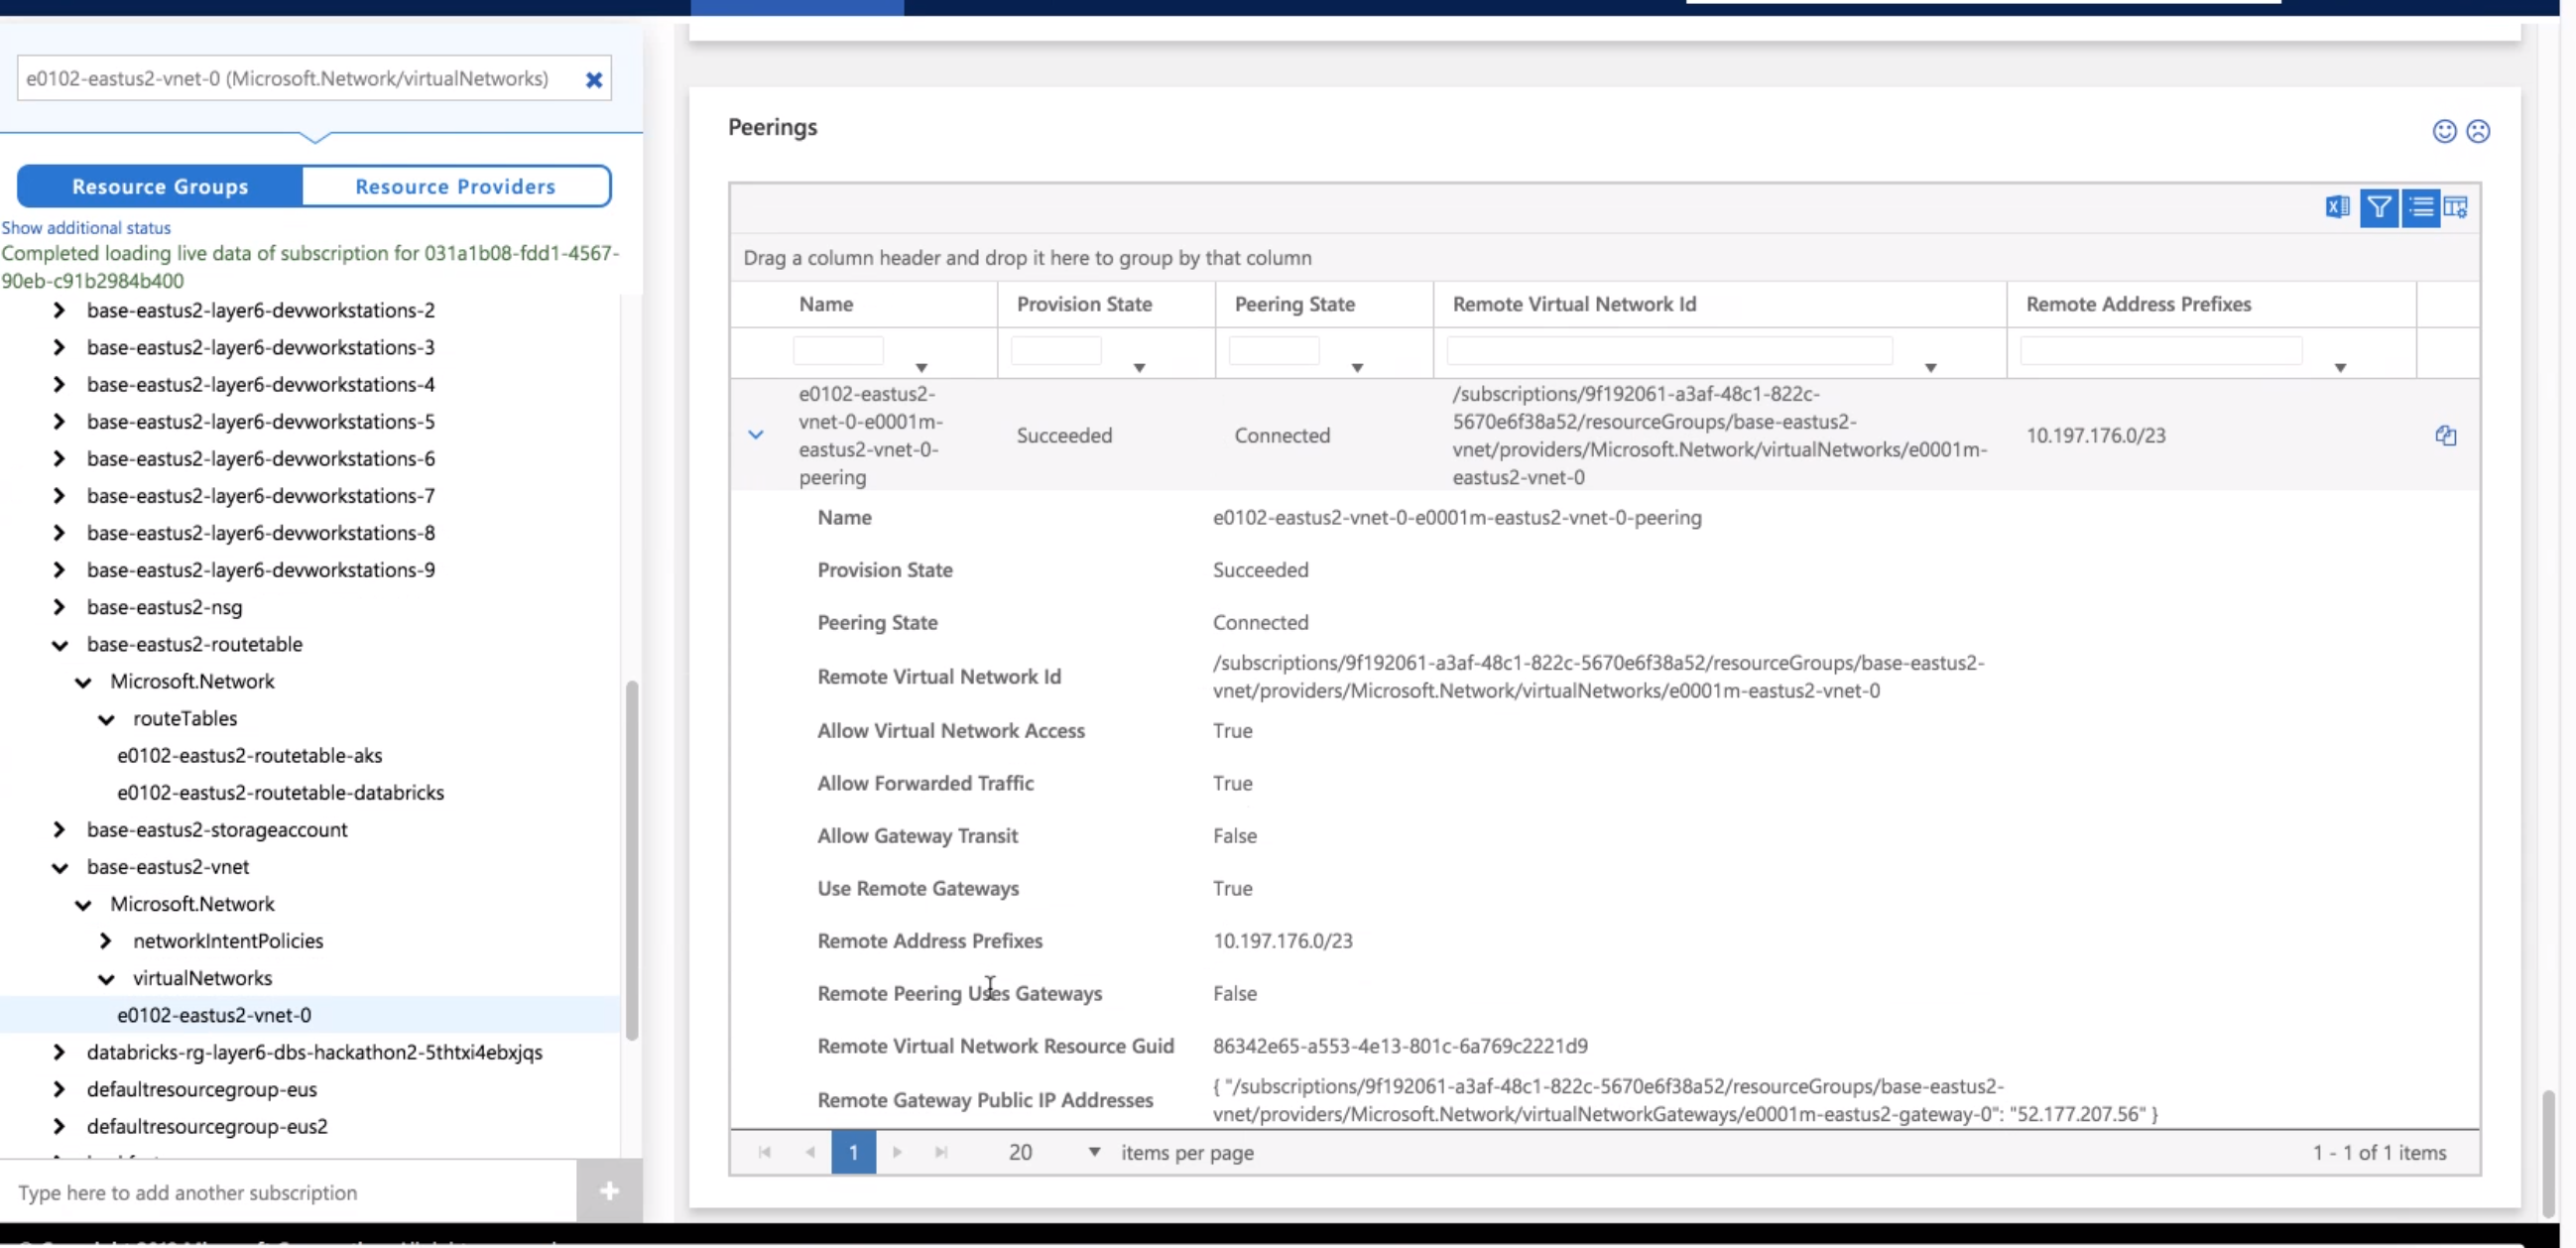 e0102-eastus2-vnet-0 (Microsoft.Network/virtualNetworks)
Resource Groups
Resource Providers
Show additional status
Completed loading live data of subscription for 031a1b08-fdd1-4567-
90eb-c91b2984b400
base-eastus2-layer6-devworkstations-2
base-eastus2-layer6-devworkstations-3
base-eastus2-layer6-devworkstations-4
base-eastus2-layer6-devworkstations-5
base-eastus2-layer6-devworkstations-6
base-eastus2-layer6-devworkstations-7
base-eastus2-layer6-devworkstations-8
base-eastus2-layer6-devworkstations-9
base-eastus2-nsg
base-eastus2-routetable
Microsoft.Network
routeTables
e0102-eastus2-routetable-aks
e0102-eastus2-routetable-databricks
base-eastus2-storageaccount
base-eastus2-vnet
Microsoft.Network
networkIntentPolicies
virtualNetworks
e0102-eastus2-vnet-0
databricks-rg-layer6-dbs-hackathon2-5thtxi4ebxjqs
defaultresourcegroup-eus
defaultresourcegroup-eus2
Type here to add another subscription
Peerings
Drag a column header and drop it here to group by that column
Name Provision State Peering State Remote Virtual Network Id Remote Address Prefixes
e0102-eastus2-
vnet-0-e0001m-
eastus2-vnet-0-
peering
Succeeded
Connected
/subscriptions/9f192061-a3af-48c1-822c-
5670e6f38a52/resourceGroups/base-eastus2-
vnet/providers/Microsoft.Network/virtualNetworks/e0001m-
eastus2-vnet-0
10.197.176.0/23
Name e0102-eastus2-vnet-0-e0001m-eastus2-vnet-0-peering
Provision State Succeeded
Peering State Connected
Remote Virtual Network Id
/subscriptions/9f192061-a3af-48c1-822c-5670e6f38a52/resourceGroups/base-eastus2-
vnet/providers/Microsoft.Network/virtualNetworks/e0001m-eastus2-vnet-0
Allow Virtual Network Access True
Allow Forwarded Traffic True
Allow Gateway Transit False
Use Remote Gateways True
Remote Address Prefixes 10.197.176.0/23
Remote Peering Uses Gateways False
Remote Virtual Network Resource Guid 86342e65-a553-4e13-801c-6a769c2221d9
Remote Gateway Public IP Addresses
{ "/subscriptions/9f192061-a3af-48c1-822c-5670e6f38a52/resourceGroups/base-eastus2-
vnet/providers/Microsoft.Network/virtualNetworkGateways/e0001m-eastus2-gateway-0": "52.177.207.56" }
1 20 items per page 1 - 1 of 1 items